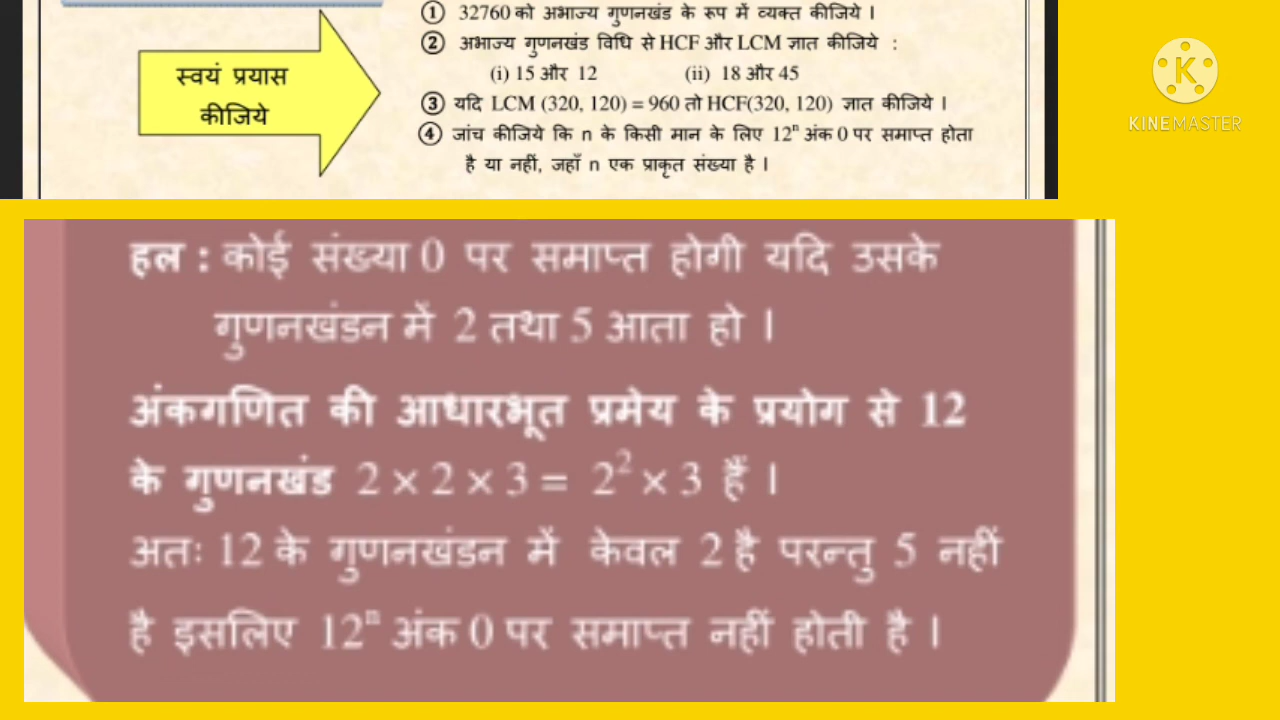 स्वयं प्रयास
कीजिये
① 32760 को अभाज्य गुणनखंड के रूप में व्यक्त कीजिये ।
② अभाज्य गुणनखंड विधि से HCF और LCM ज्ञात कीजिये :
(i) 15 और 12 (ii) 18 और 45
③ यदि LCM (320, 120) = 960 तो HCF(320, 120) ज्ञात कीजिये ।
④ जांच कीजिये कि n के किसी मान के लिए 12ⁿ अंक 0 पर समाप्त होता
है या नहीं, जहाँ n एक प्राकृत संख्या है ।
KINEMASTER
हल : कोई संख्या 0 पर समाप्त होगी यदि उसके
गुणनखंडन में 2 तथा 5 आता हो ।
अंकगणित की आधारभूत प्रमेय के प्रयोग से 12
के गुणनखंड 2 × 2 × 3 = 2² × 3 हैं ।
अतः 12 के गुणनखंडन में केवल 2 है परन्तु 5 नहीं
है इसलिए 12ⁿ अंक 0 पर समाप्त नहीं होती है ।